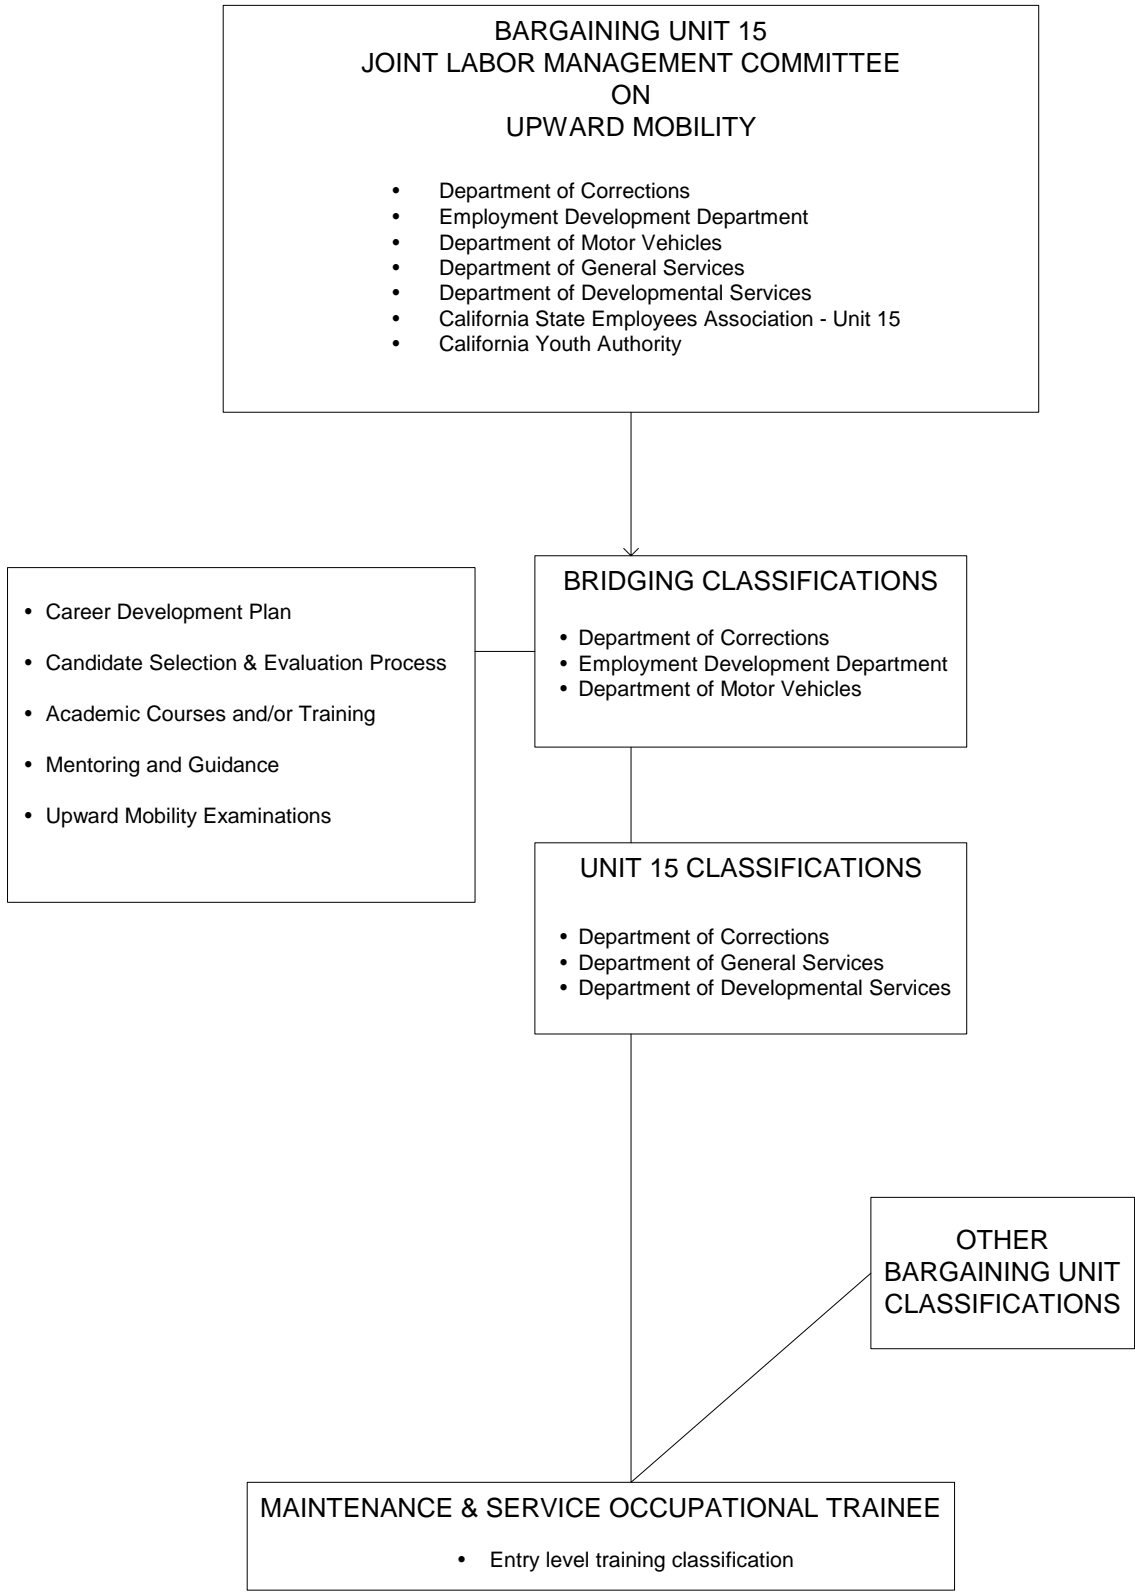 BARGAINING UNIT 15
JOINT LABOR MANAGEMENT COMMITTEE
ON
UPWARD MOBILITY
• Department of Corrections
• Employment Development Department
• Department of Motor Vehicles
• Department of General Services
• Department of Developmental Services
• California State Employees Association - Unit 15
• California Youth Authority
• Career Development Plan
• Candidate Selection & Evaluation Process
• Academic Courses and/or Training
• Mentoring and Guidance
• Upward Mobility Examinations
BRIDGING CLASSIFICATIONS
• Department of Corrections
• Employment Development Department
• Department of Motor Vehicles
UNIT 15 CLASSIFICATIONS
• Department of Corrections
• Department of General Services
• Department of Developmental Services
OTHER
BARGAINING UNIT
CLASSIFICATIONS
MAINTENANCE & SERVICE OCCUPATIONAL TRAINEE
• Entry level training classification